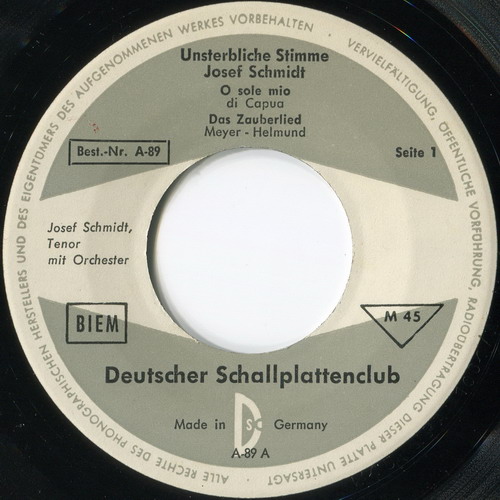 ALLE RECHTE DES PHONOGRAPHISCHEN HERSTELLERS UND DES EIGENTÜMERS DES AUFGENOMMENEN WERKES VORBEHALTEN
VERVIELFÄLTIGUNG, ÖFFENTLICHE VORFÜHRUNG, RADIOÜBERTRAGUNG DIESER PLATTE UNTERSAGT
Unsterbliche Stimme
Josef Schmidt
O sole mio
di Capua
Das Zauberlied
Meyer - Helmund
Best.-Nr. A-89
Seite 1
Josef Schmidt,
Tenor
mit Orchester
BIEM
M 45
Deutscher Schallplattenclub
Made in DSC Germany
A-89 A